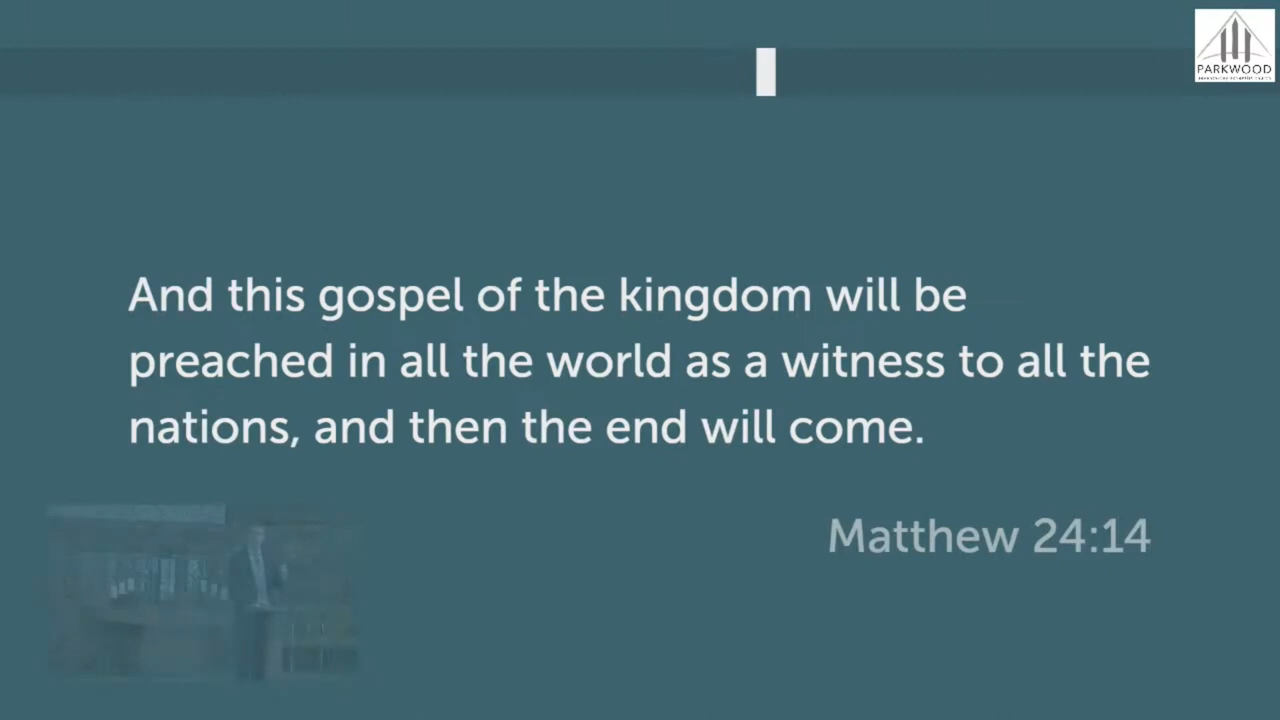 PARKWOOD
And this gospel of the kingdom will be
preached in all the world as a witness to all the
nations, and then the end will come.
Matthew 24:14